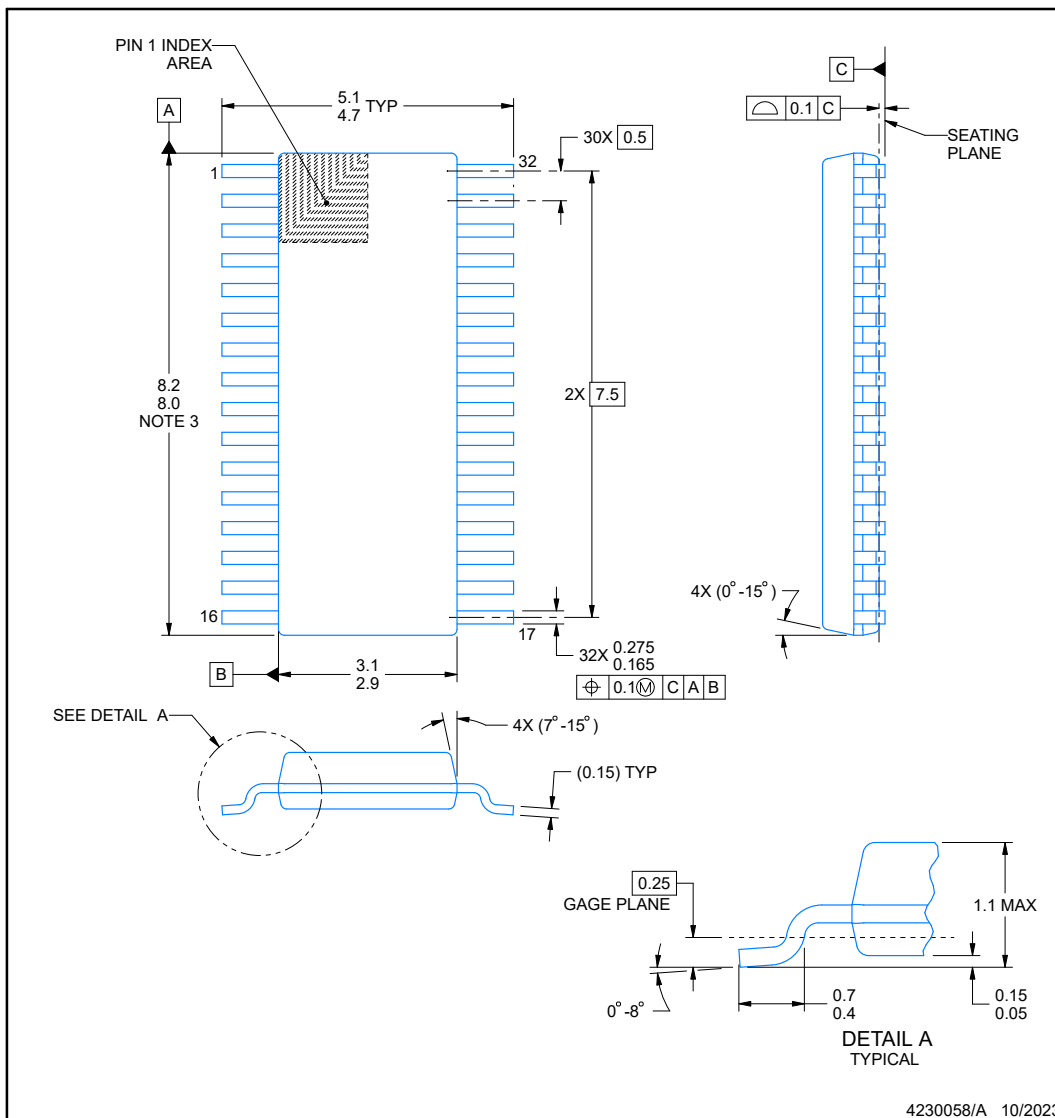 PIN 1 INDEX
AREA
A
5.1
4.7 TYP
30X 0.5
C
⌓ 0.1 C
SEATING
PLANE
1
32
8.2
8.0
NOTE 3
2X 7.5
16
17
32X 0.275
0.165
⌖ 0.1Ⓜ C A B
4X (0°-15°)
B
3.1
2.9
SEE DETAIL A
4X (7°-15°)
(0.15) TYP
0.25
GAGE PLANE
1.1 MAX
0°-8°
0.7
0.4
0.15
0.05
DETAIL A
TYPICAL
4230058/A 10/2023